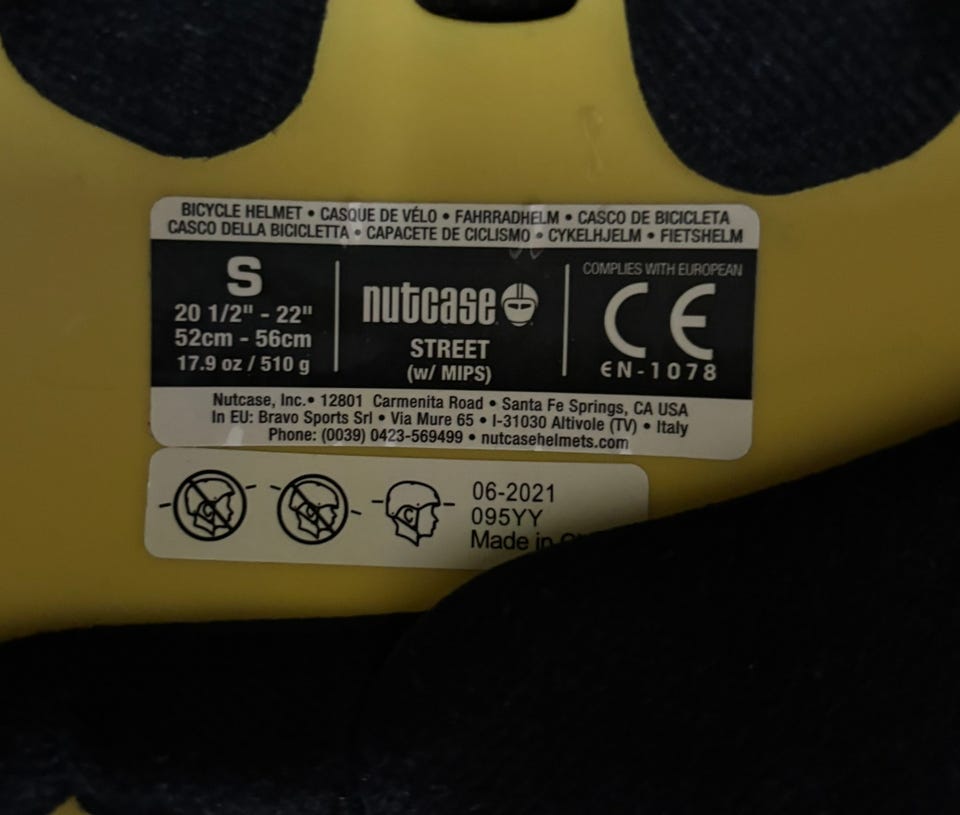 BICYCLE HELMET • CASQUE DE VÉLO • FAHRRADHELM • CASCO DE BICICLETA
CASCO DELLA BICICLETTA • CAPACETE DE CICLISMO • CYKELHJELM • FIETSHELM
S
20 1/2" - 22"
52cm - 56cm
17.9 oz / 510 g
nutcase
STREET
(w/ MIPS)
COMPLIES WITH EUROPEAN
CE
EN-1078
Nutcase, Inc. • 12801 Carmenita Road • Santa Fe Springs, CA USA
In EU: Bravo Sports Srl • Via Mure 65 • I-31030 Altivole (TV) • Italy
Phone: (0039) 0423-569499 • nutcasehelmets.com
06-2021
095YY
Made in